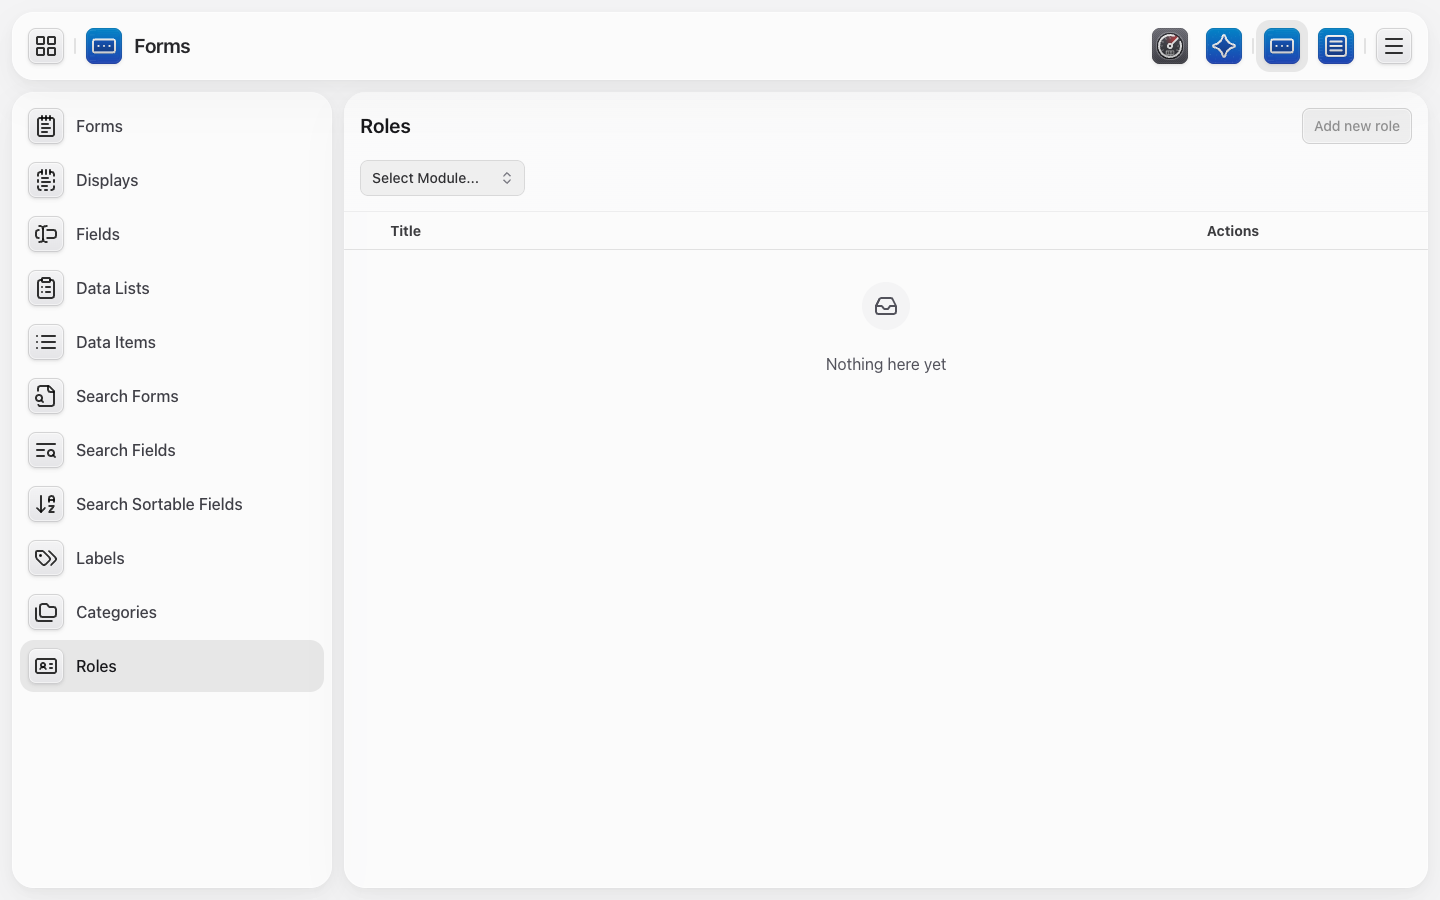 Forms
Forms
Displays
Fields
Data Lists
Data Items
Search Forms
Search Fields
Search Sortable Fields
Labels
Categories
Roles
Roles
Add new role
Select Module...
Title
Actions
Nothing here yet